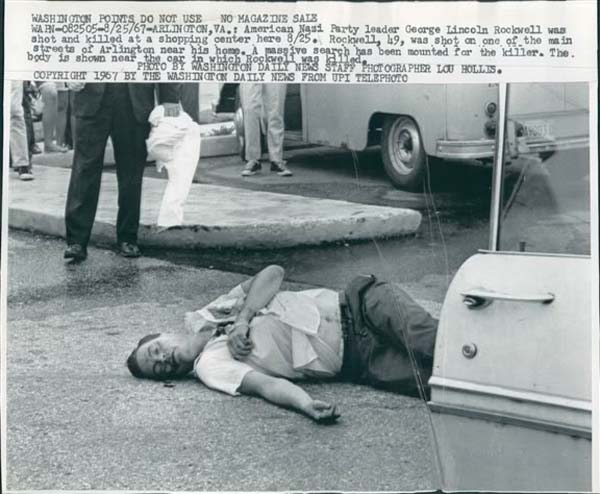 WASHINGTON POINTS DO NOT USE NO MAGAZINE SALE
WAPN-082505-8/25/67-ARLINGTON,VA.: American Nazi Party leader George Lincoln Rockwell was
shot and killed at a shopping center here 8/25. Rockwell, 49, was shot on one of the main
streets of Arlington near his home. A massive search has been mounted for the killer. The
body is shown near the car in which Rockwell was killed.
PHOTO BY WASHINGTON DAILY NEWS STAFF PHOTOGRAPHER LOU HOLLIS.
COPYRIGHT 1967 BY THE WASHINGTON DAILY NEWS FROM UPI TELEPHOTO